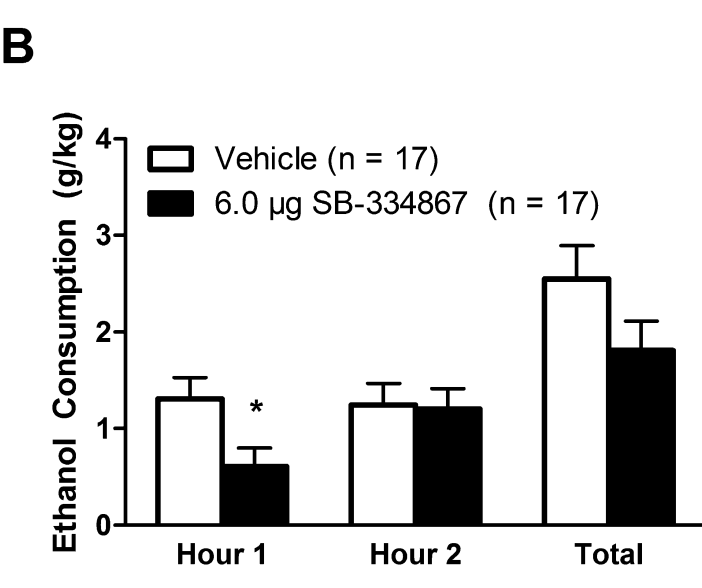 B
Ethanol Consumption (g/kg)
4
3
2
1
0
Vehicle (n = 17)
6.0 µg SB-334867 (n = 17)
*
Hour 1
Hour 2
Total